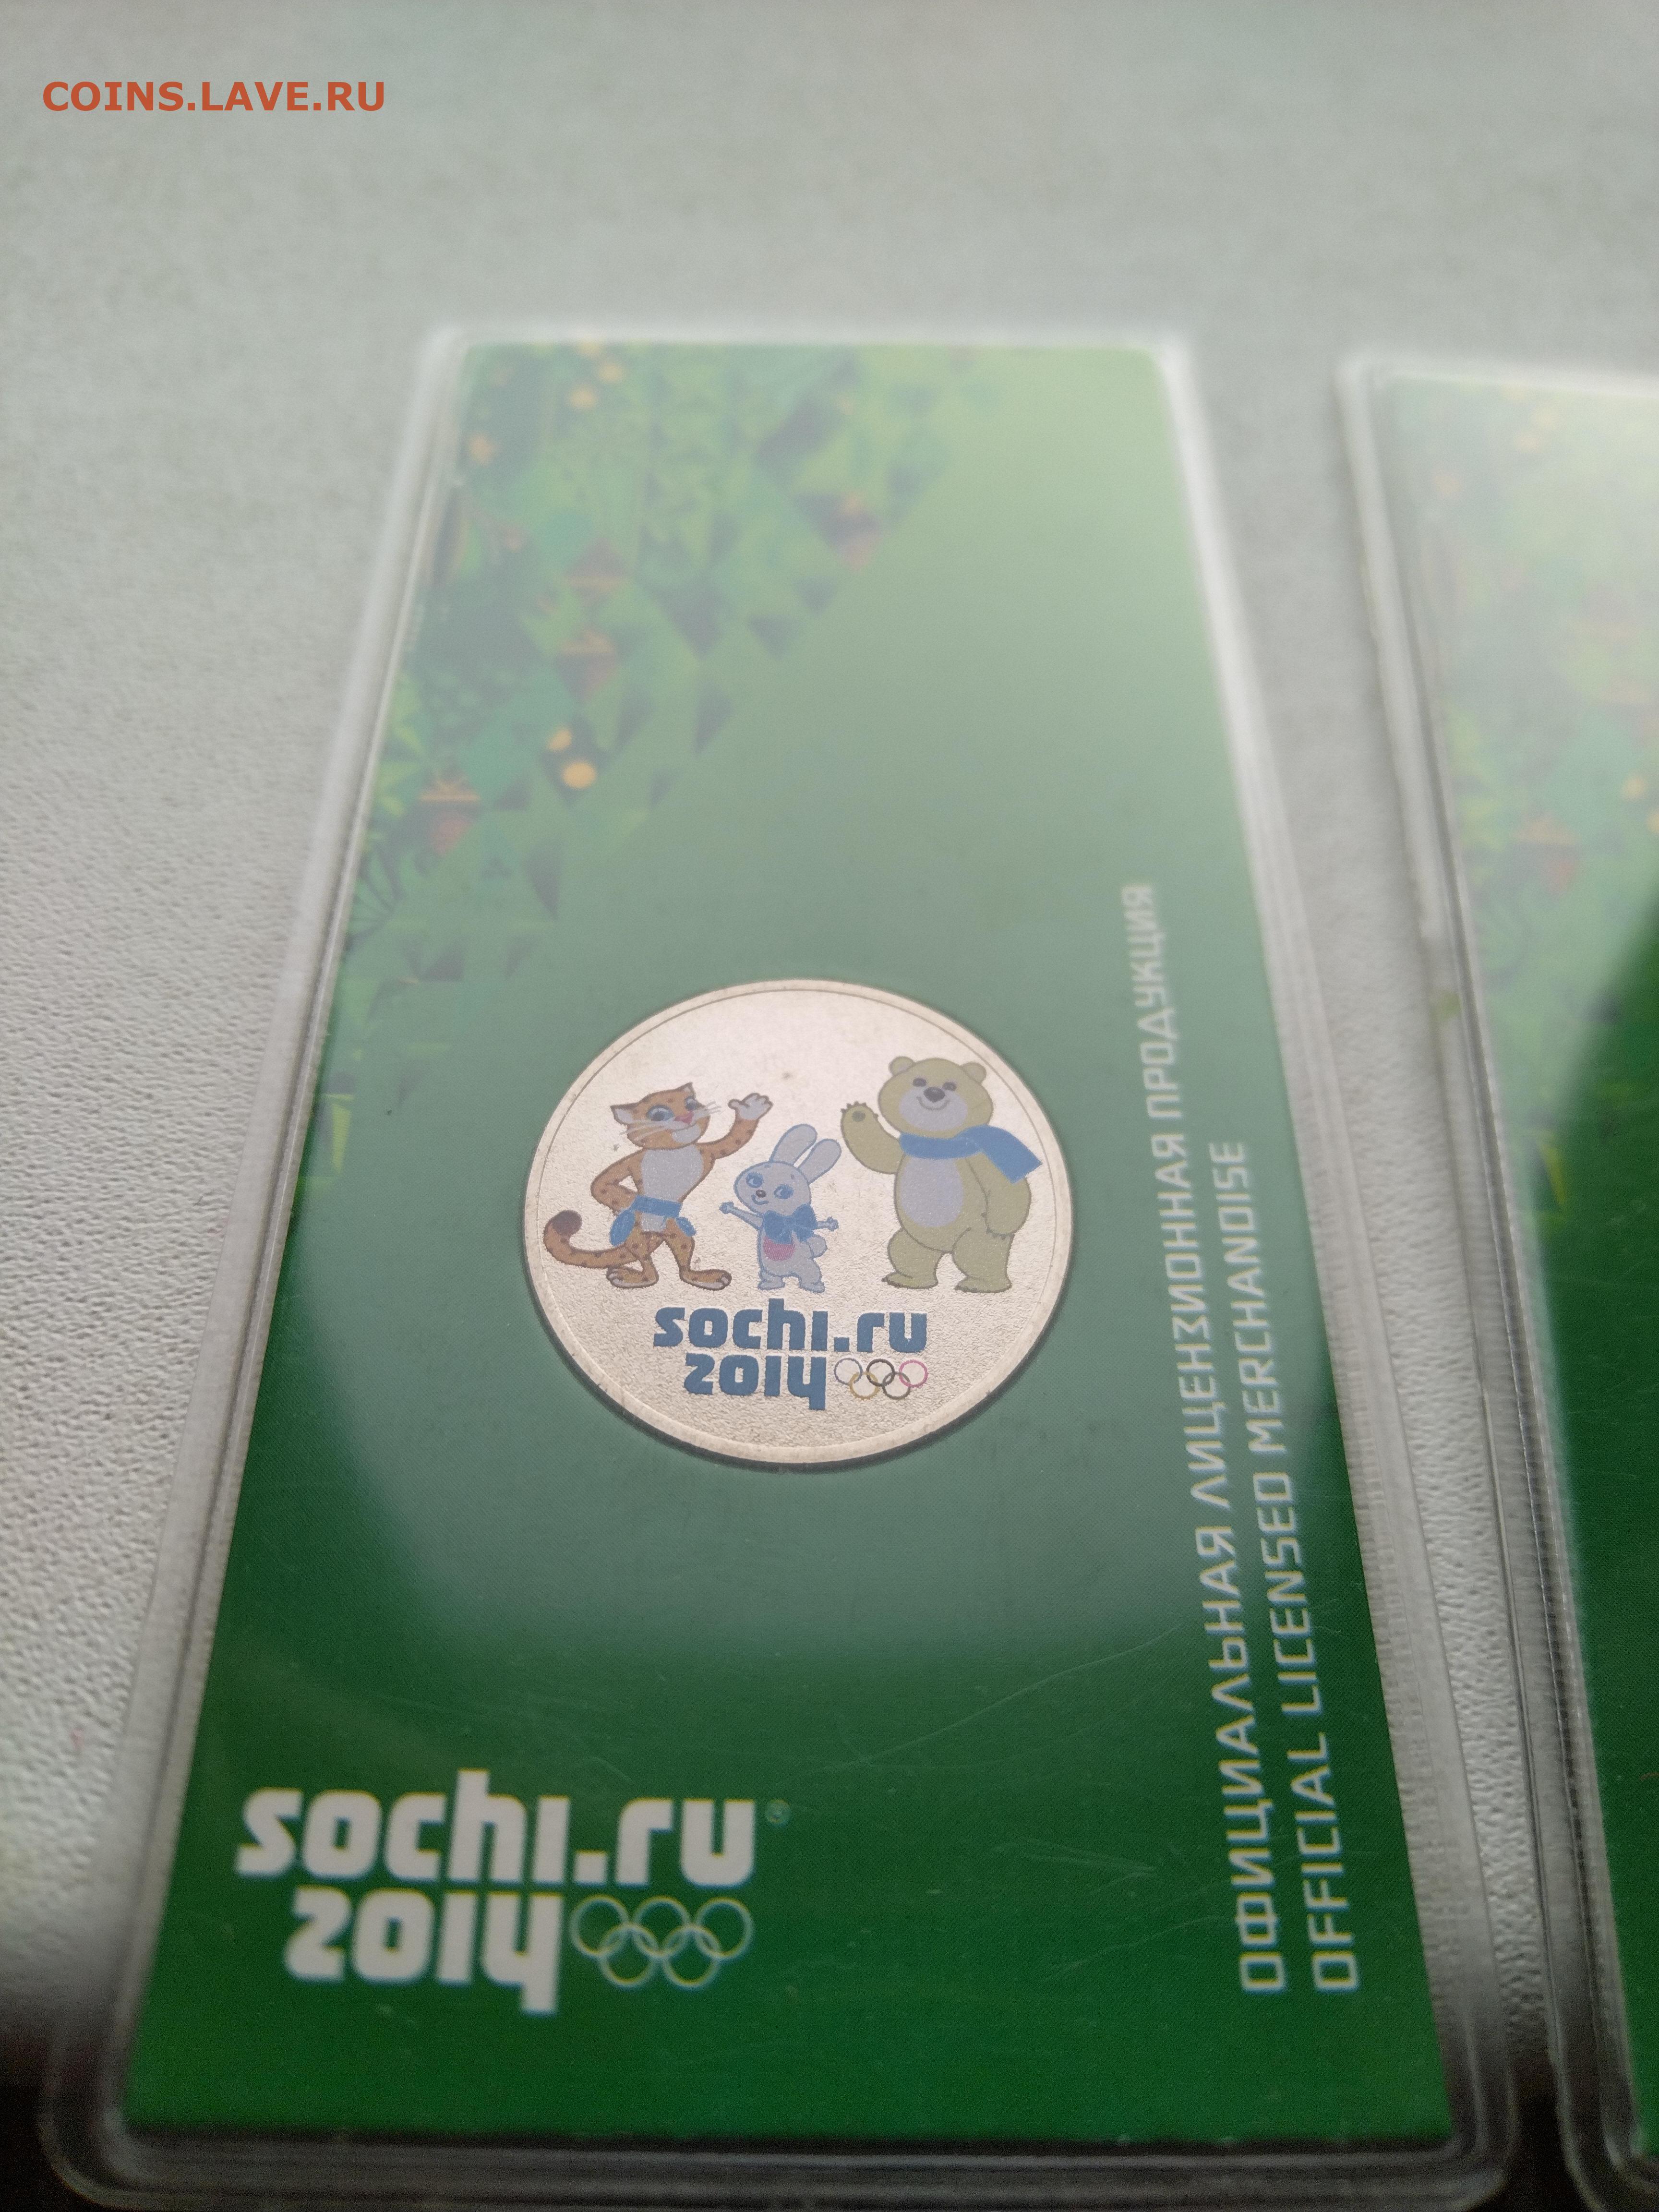 COINS.LAVE.RU
sochi.ru
2014
sochi.ru®
2014
ОФИЦИАЛЬНАЯ ЛИЦЕНЗИОННАЯ ПРОДУКЦИЯ
OFFICIAL LICENSED MERCHANDISE